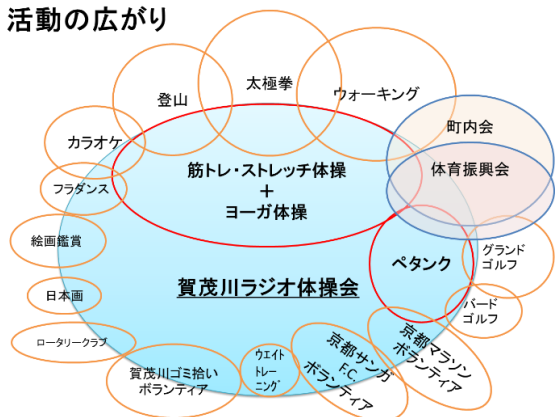 活動の広がり
登山
太極拳
ウォーキング
カラオケ
町内会
体育振興会
筋トレ・ストレッチ体操
+
ヨーガ体操
フラダンス
絵画鑑賞
ペタンク
グランド
ゴルフ
賀茂川ラジオ体操会
日本画
バード
ゴルフ
ロータリークラブ
賀茂川ゴミ拾い
ボランティア
ウエイト
トレー
ニング
京都サンガ
F.C.
ボランティア
京都マラソン
ボランティア